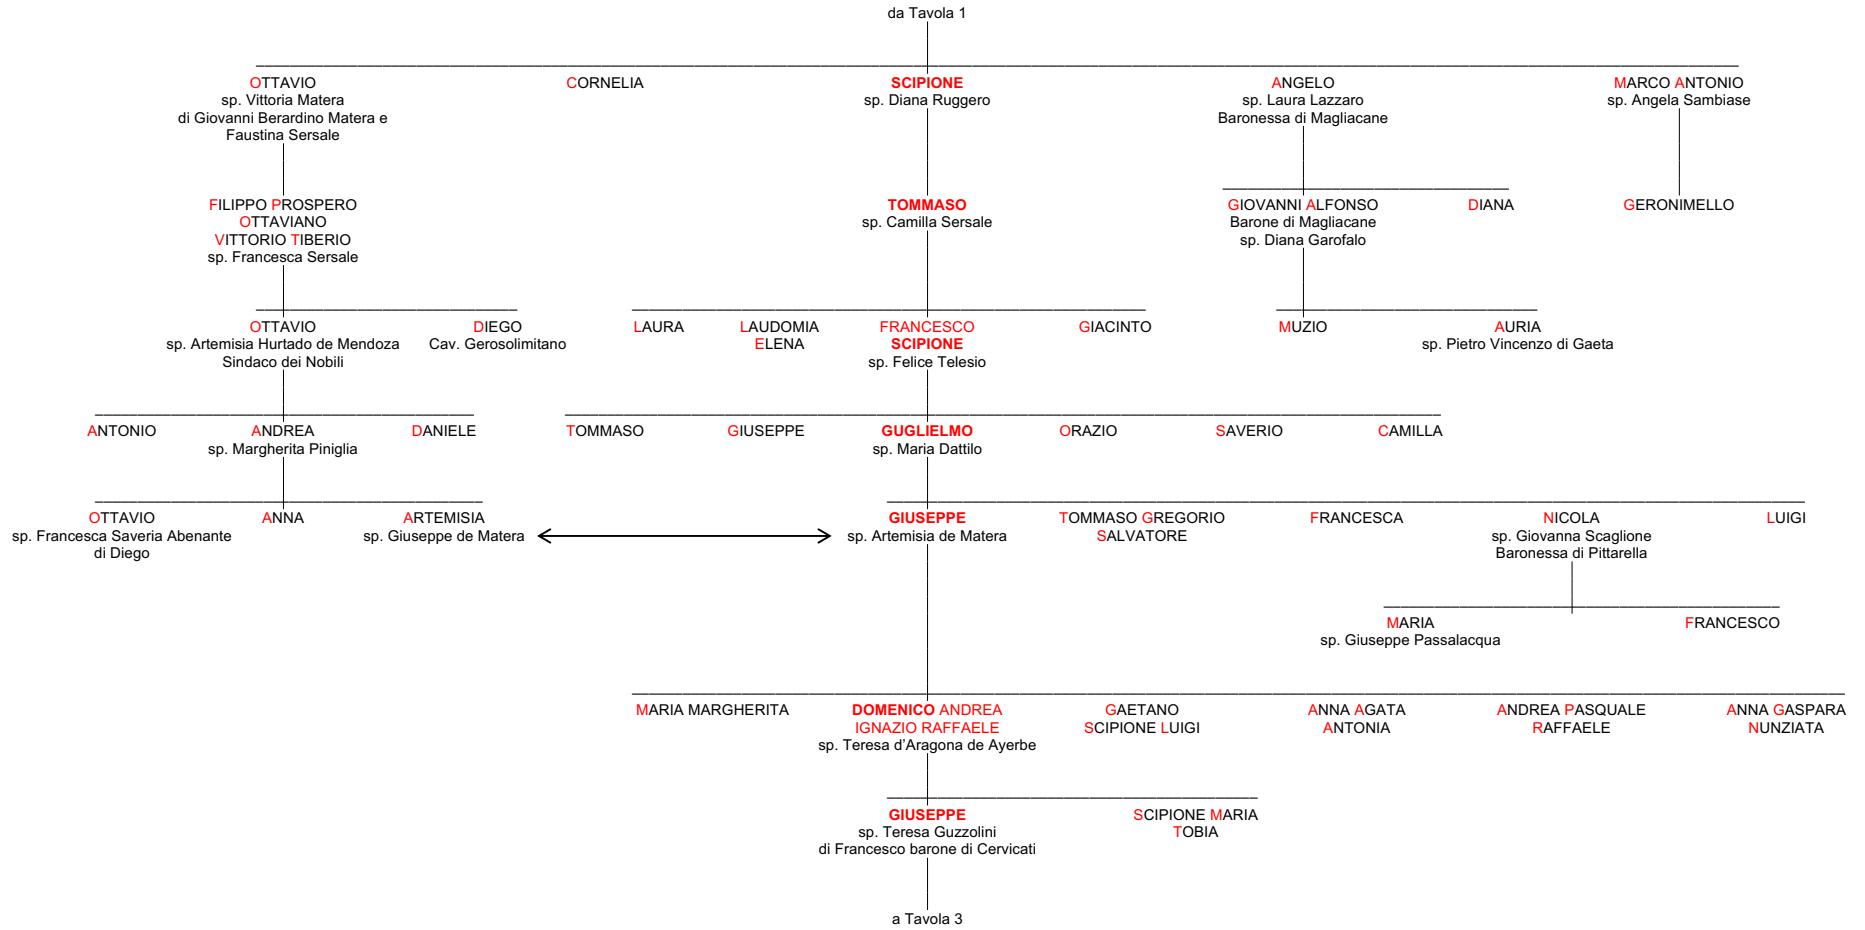 da Tavola 1
OTTAVIO
sp. Vittoria Matera
di Giovanni Berardino Matera e
Faustina Sersale
CORNELIA
SCIPIONE
sp. Diana Ruggero
ANGELO
sp. Laura Lazzaro
Baronessa di Magliacane
MARCO ANTONIO
sp. Angela Sambiase
FILIPPO PROSPERO
OTTAVIANO
VITTORIO TIBERIO
sp. Francesca Sersale
TOMMASO
sp. Camilla Sersale
GIOVANNI ALFONSO
Barone di Magliacane
sp. Diana Garofalo
DIANA
GERONIMELLO
OTTAVIO
sp. Artemisia Hurtado de Mendoza
Sindaco dei Nobili
DIEGO
Cav. Gerosolimitano
LAURA
LAUDOMIA
ELENA
FRANCESCO
SCIPIONE
sp. Felice Telesio
GIACINTO
MUZIO
AURIA
sp. Pietro Vincenzo di Gaeta
ANTONIO
ANDREA
sp. Margherita Piniglia
DANIELE
TOMMASO
GIUSEPPE
GUGLIELMO
sp. Maria Dattilo
ORAZIO
SAVERIO
CAMILLA
OTTAVIO
sp. Francesca Saveria Abenante
di Diego
ANNA
ARTEMISIA
sp. Giuseppe de Matera
GIUSEPPE
sp. Artemisia de Matera
TOMMASO GREGORIO
SALVATORE
FRANCESCA
NICOLA
sp. Giovanna Scaglione
Baronessa di Pittarella
LUIGI
MARIA
sp. Giuseppe Passalacqua
FRANCESCO
MARIA MARGHERITA
DOMENICO ANDREA
IGNAZIO RAFFAELE
sp. Teresa d'Aragona de Ayerbe
GAETANO
SCIPIONE LUIGI
ANNA AGATA
ANTONIA
ANDREA PASQUALE
RAFFAELE
ANNA GASPARA
NUNZIATA
GIUSEPPE
sp. Teresa Guzzolini
di Francesco barone di Cervicati
SCIPIONE MARIA
TOBIA
a Tavola 3